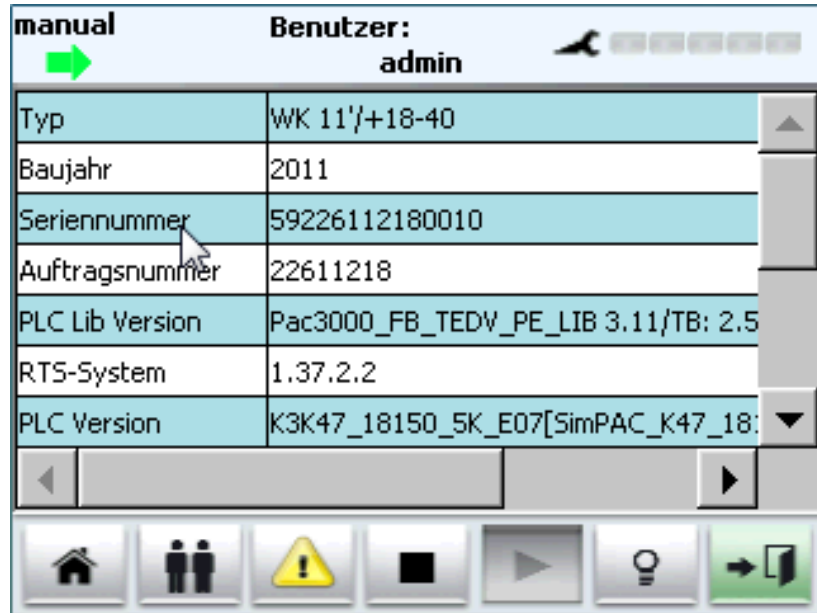 manual
Benutzer:
admin
Typ WK 11'/+18-40
Baujahr 2011
Seriennummer 59226112180010
Auftragsnummer 22611218
PLC Lib Version Pac3000_FB_TEDV_PE_LIB 3.11/TB: 2.5
RTS-System 1.37.2.2
PLC Version K3K47_18150_5K_E07[SimPAC_K47_18